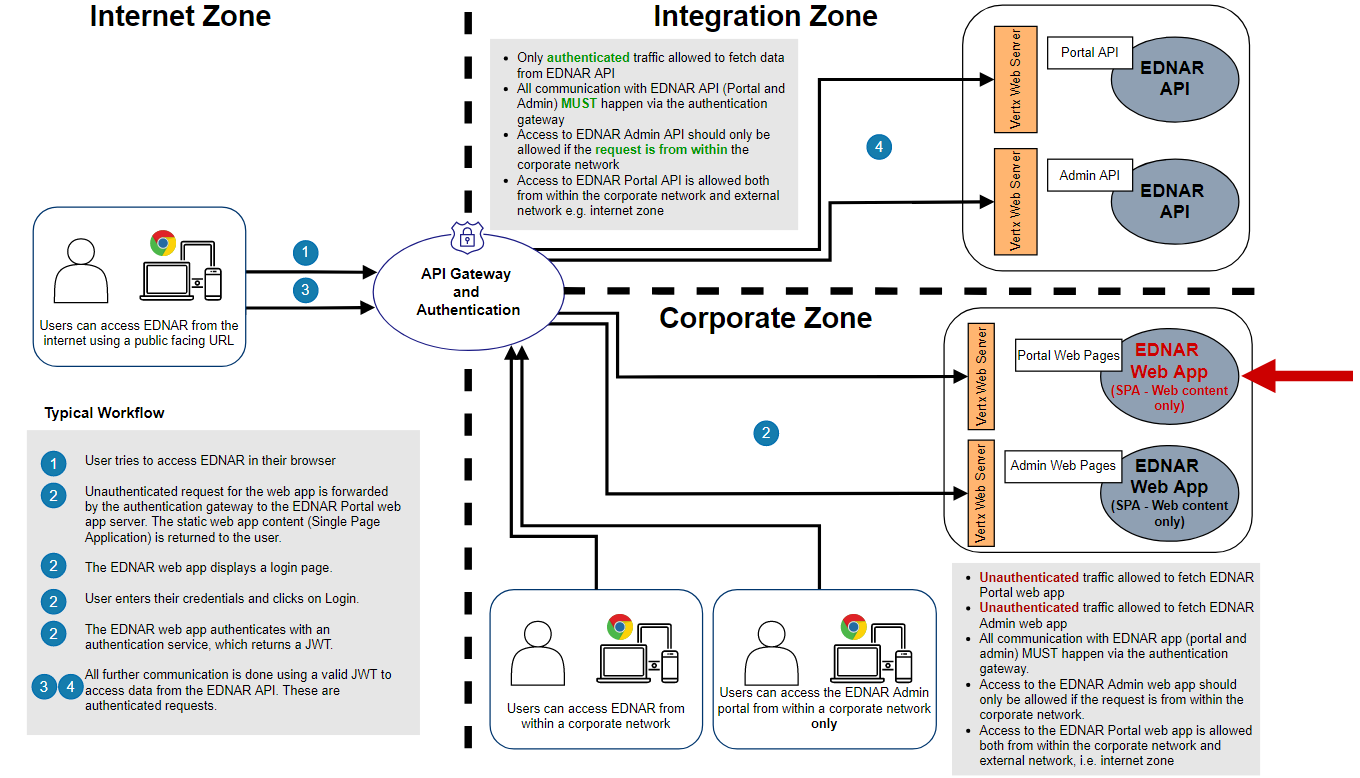 Internet Zone
Integration Zone
Only authenticated traffic allowed to fetch data
from EDNAR API
All communication with EDNAR API (Portal and
Admin) MUST happen via the authentication
gateway
Access to EDNAR Admin API should only be
allowed if the request is from within the
corporate network
Access to EDNAR Portal API is allowed both
from within the corporate network and external
network e.g. internet zone
4
Vertx Web Server
Portal API
EDNAR
API
Vertx Web Server
Admin API
EDNAR
API
Users can access EDNAR from the
internet using a public facing URL
1
3
API Gateway
and
Authentication
Corporate Zone
2
Vertx Web Server
Portal Web Pages
EDNAR
Web App
(SPA - Web content
only)
Vertx Web Server
Admin Web Pages
EDNAR
Web App
(SPA - Web content
only)
Typical Workflow
1
User tries to access EDNAR in their browser
2
Unauthenticated request for the web app is forwarded
by the authentication gateway to the EDNAR Portal web
app server. The static web app content (Single Page
Application) is returned to the user.
2
The EDNAR web app displays a login page.
2
User enters their credentials and clicks on Login.
2
The EDNAR web app authenticates with an
authentication service, which returns a JWT.
3 4
All further communication is done using a valid JWT to
access data from the EDNAR API. These are
authenticated requests.
Users can access EDNAR from
within a corporate network
Users can access the EDNAR Admin
portal from within a corporate network
only
Unauthenticated traffic allowed to fetch EDNAR
Portal web app
Unauthenticated traffic allowed to fetch EDNAR
Admin web app
All communication with EDNAR app (portal and
admin) MUST happen via the authentication
gateway.
Access to the EDNAR Admin web app should
only be allowed if the request is from within the
corporate network.
Access to the EDNAR Portal web app is allowed
both from within the corporate network and
external network, i.e. internet zone